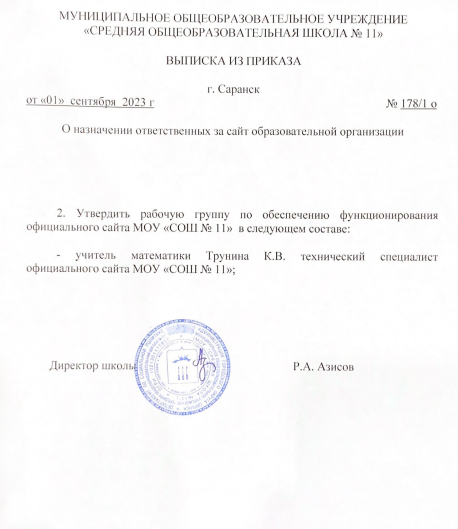 МУНИЦИПАЛЬНОЕ ОБЩЕОБРАЗОВАТЕЛЬНОЕ УЧРЕЖДЕНИЕ
«СРЕДНЯЯ ОБЩЕОБРАЗОВАТЕЛЬНАЯ ШКОЛА № 11»
ВЫПИСКА ИЗ ПРИКАЗА
г. Саранск
от «01» сентября 2023 г № 178/1 о
О назначении ответственных за сайт образовательной организации
2. Утвердить рабочую группу по обеспечению функционирования
официального сайта МОУ «СОШ № 11» в следующем составе:
- учитель математики Трунина К.В. технический специалист
официального сайта МОУ «СОШ № 11»;
Директор школы Р.А. Азисов